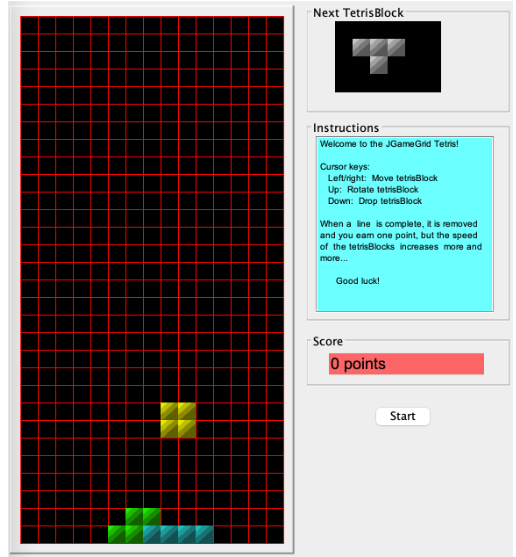 Next TetrisBlock
Instructions
Welcome to the JGameGrid Tetris!
Cursor keys:
Left/right: Move tetrisBlock
Up: Rotate tetrisBlock
Down: Drop tetrisBlock
When a line is complete, it is removed
and you earn one point, but the speed
of the tetrisBlocks increases more and
more...
Good luck!
Score
0 points
Start